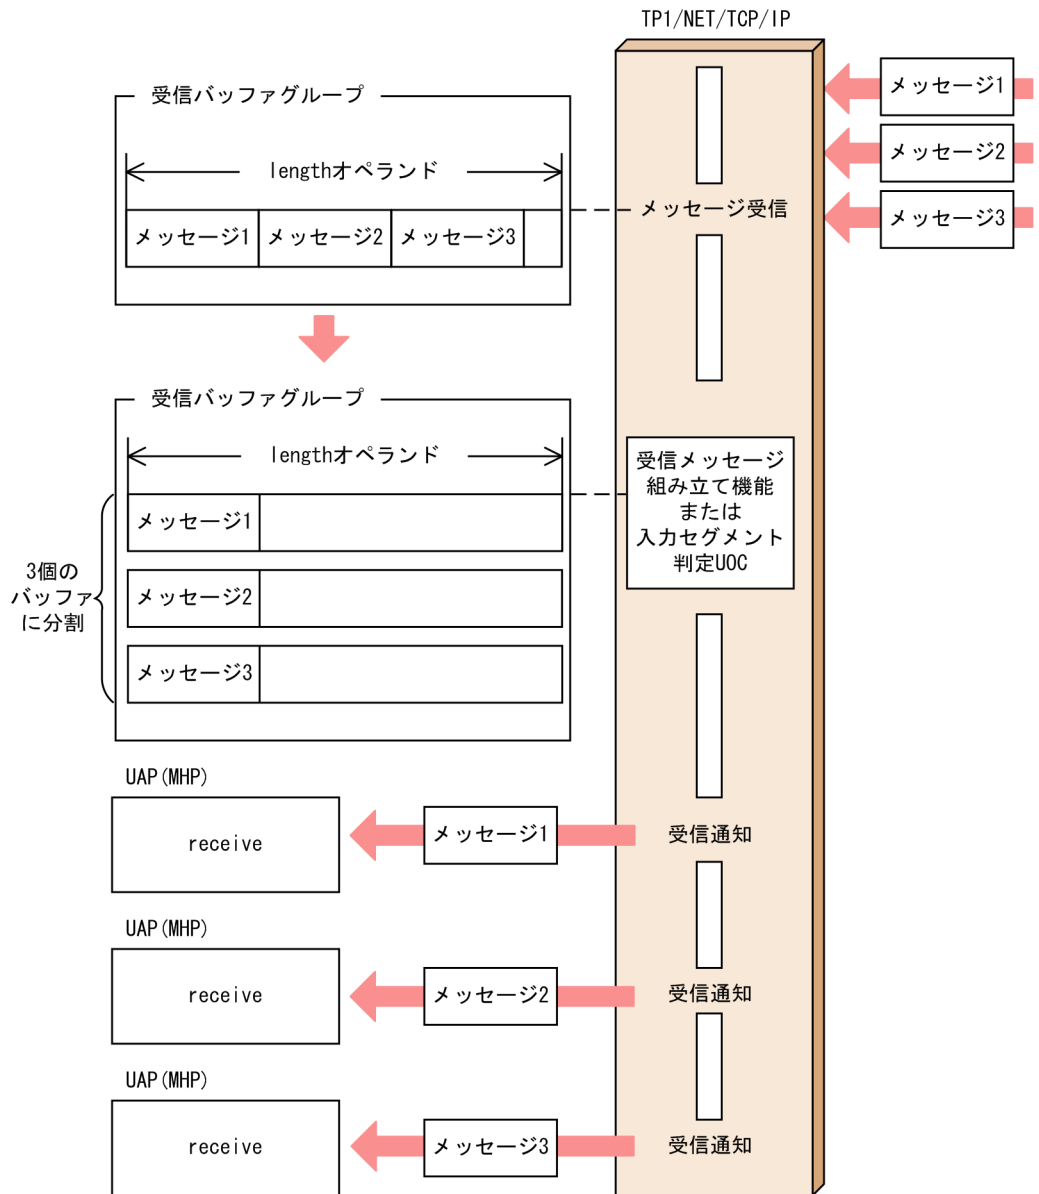 TP1/NET/TCP/IP
メッセージ1
メッセージ2
メッセージ3
受信バッファグループ
lengthオペランド
メッセージ1 メッセージ2 メッセージ3
メッセージ受信
受信バッファグループ
lengthオペランド
メッセージ1
メッセージ2
メッセージ3
3個の
バッファ
に分割
受信メッセージ
組み立て機能
または
入力セグメント
判定UOC
UAP(MHP)
receive
メッセージ1
受信通知
UAP(MHP)
receive
メッセージ2
受信通知
UAP(MHP)
receive
メッセージ3
受信通知